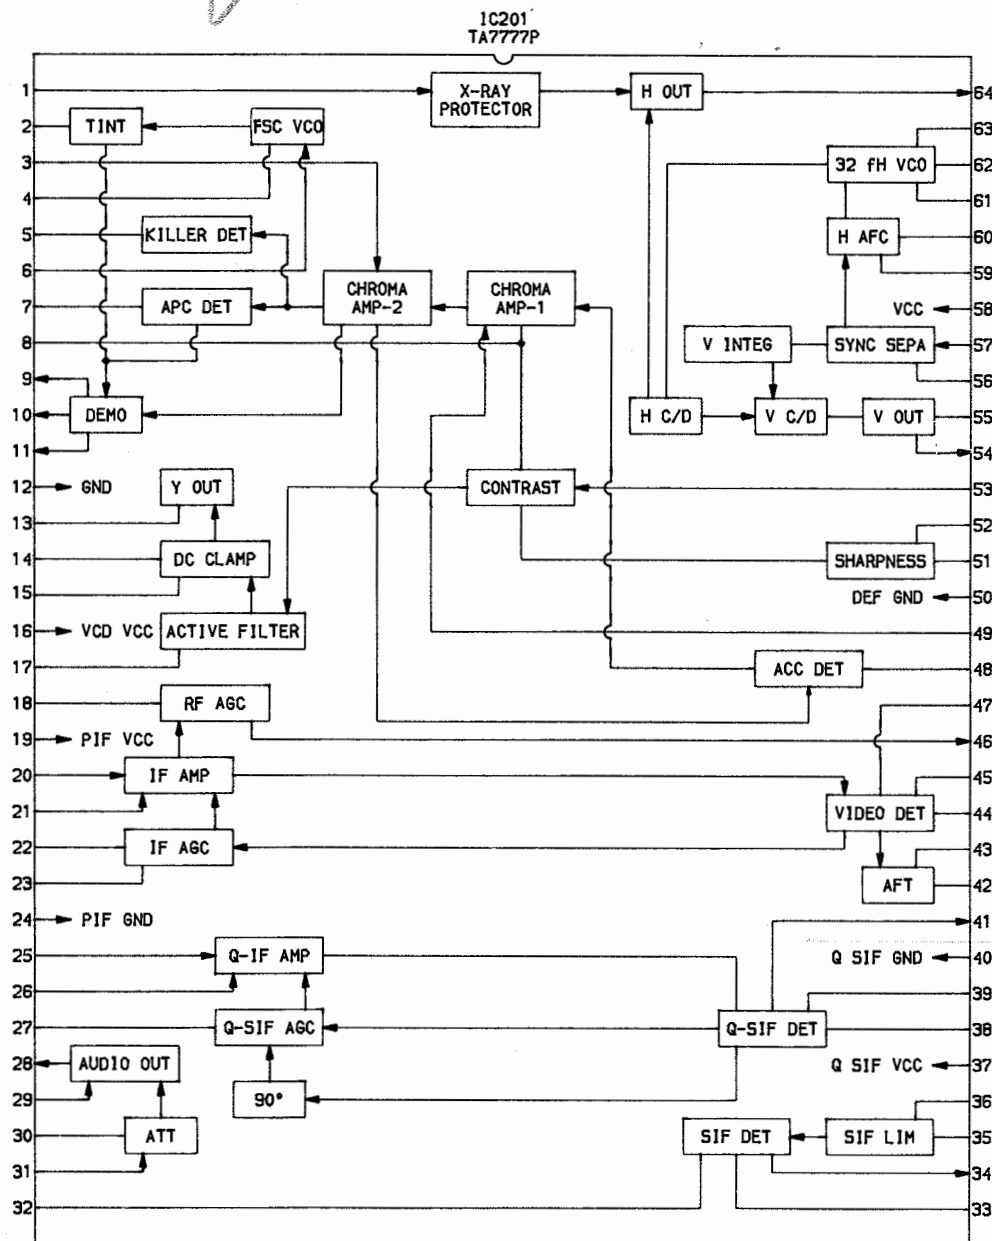 IC201
TA7777P
1 X-RAY PROTECTOR H OUT 64
2 TINT FSC VCO 63
3 32 fH VCO 62
4 61
5 KILLER DET H AFC 60
6 59
CHROMA AMP-2 CHROMA AMP-1
7 APC DET VCC 58
8 V INTEG SYNC SEPA 57
9 56
10 DEMO H C/D V C/D V OUT 55
11 54
12 GND Y OUT CONTRAST 53
13 52
14 DC CLAMP SHARPNESS 51
15 DEF GND 50
16 VCD VCC ACTIVE FILTER 49
17 ACC DET 48
18 RF AGC 47
19 PIF VCC 46
20 IF AMP 45
21 VIDEO DET 44
22 IF AGC 43
23 AFT 42
24 PIF GND 41
25 Q-IF AMP Q SIF GND 40
26 39
27 Q-SIF AGC Q-SIF DET 38
28 AUDIO OUT Q SIF VCC 37
29 90° 36
30 ATT SIF DET SIF LIM 35
31 34
32 33